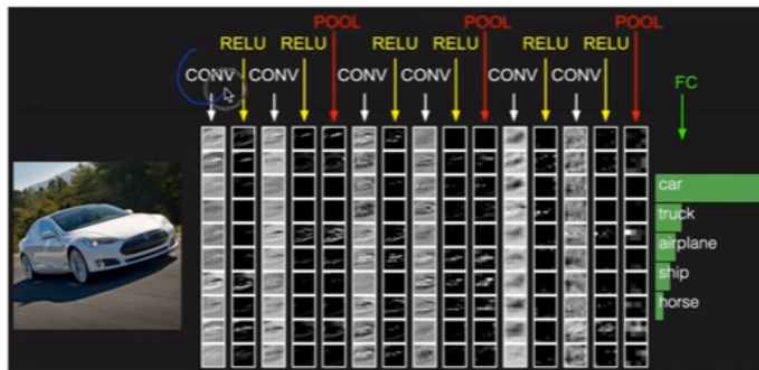 POOL POOL POOL
RELU RELU RELU RELU RELU RELU
CONV CONV CONV CONV CONV CONV
FC
car
truck
airplane
ship
horse